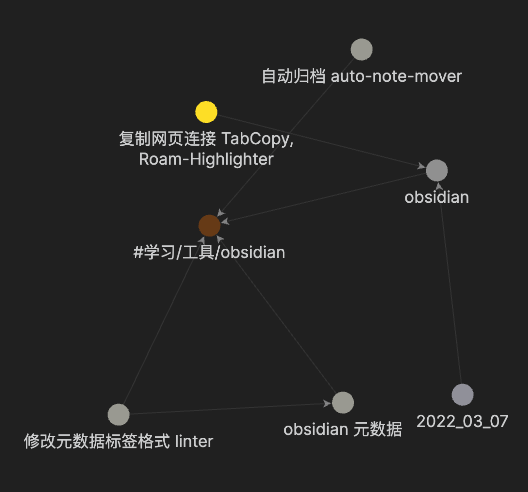 自动归档 auto-note-mover
复制网页连接 TabCopy,
Roam-Highlighter
obsidian
#学习/工具/obsidian
2022_03_07
obsidian 元数据
修改元数据标签格式 linter